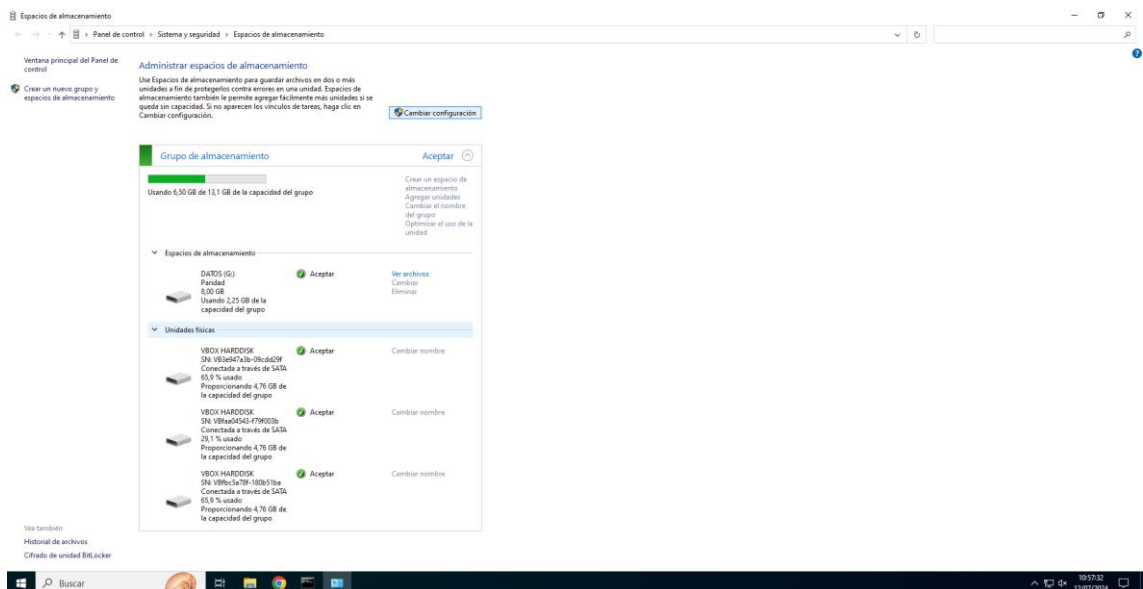 Espacios de almacenamiento
Panel de control › Sistema y seguridad › Espacios de almacenamiento
Ventana principal del Panel de
control
Crear un nuevo grupo y
espacios de almacenamiento
Administrar espacios de almacenamiento
Use Espacios de almacenamiento para guardar archivos en dos o más
unidades a fin de protegerlos contra errores en una unidad. Espacios de
almacenamiento también le permite agregar fácilmente más unidades si se
queda sin capacidad. Si no aparecen los vínculos de tareas, haga clic en
Cambiar configuración.
Cambiar configuración
Grupo de almacenamiento
Aceptar
Usando 6,50 GB de 13,1 GB de la capacidad del grupo
Crear un espacio de
almacenamiento
Agregar unidades
Cambiar el nombre
del grupo
Optimizar el uso de la
unidad
Espacios de almacenamiento
DATOS (G:)
Paridad
8,00 GB
Usando 2,25 GB de la
capacidad del grupo
Aceptar
Ver archivos
Cambiar
Eliminar
Unidades físicas
VBOX HARDDISK
SN: VB3e947a3b-09cdd29f
Conectada a través de SATA
65,9 % usado
Proporcionando 4,76 GB de
la capacidad del grupo
Aceptar
Cambiar nombre
VBOX HARDDISK
SN: VBfaa04543-f79f003b
Conectada a través de SATA
29,1 % usado
Proporcionando 4,76 GB de
la capacidad del grupo
Aceptar
Cambiar nombre
VBOX HARDDISK
SN: VBfbc5a78f-180b51ba
Conectada a través de SATA
65,9 % usado
Proporcionando 4,76 GB de
la capacidad del grupo
Aceptar
Cambiar nombre
Vea también
Historial de archivos
Cifrado de unidad BitLocker
Buscar
10:57:32
12/07/2024